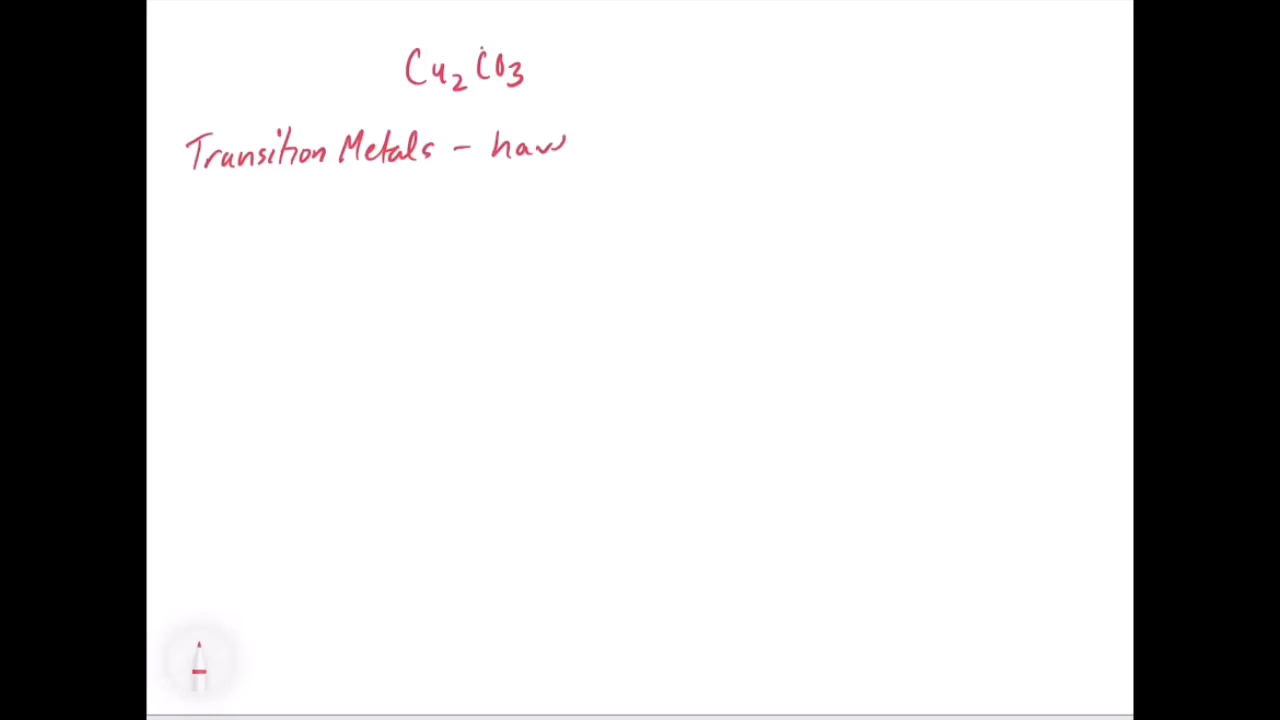 Cu₂CO₃
Transition Metals - hav